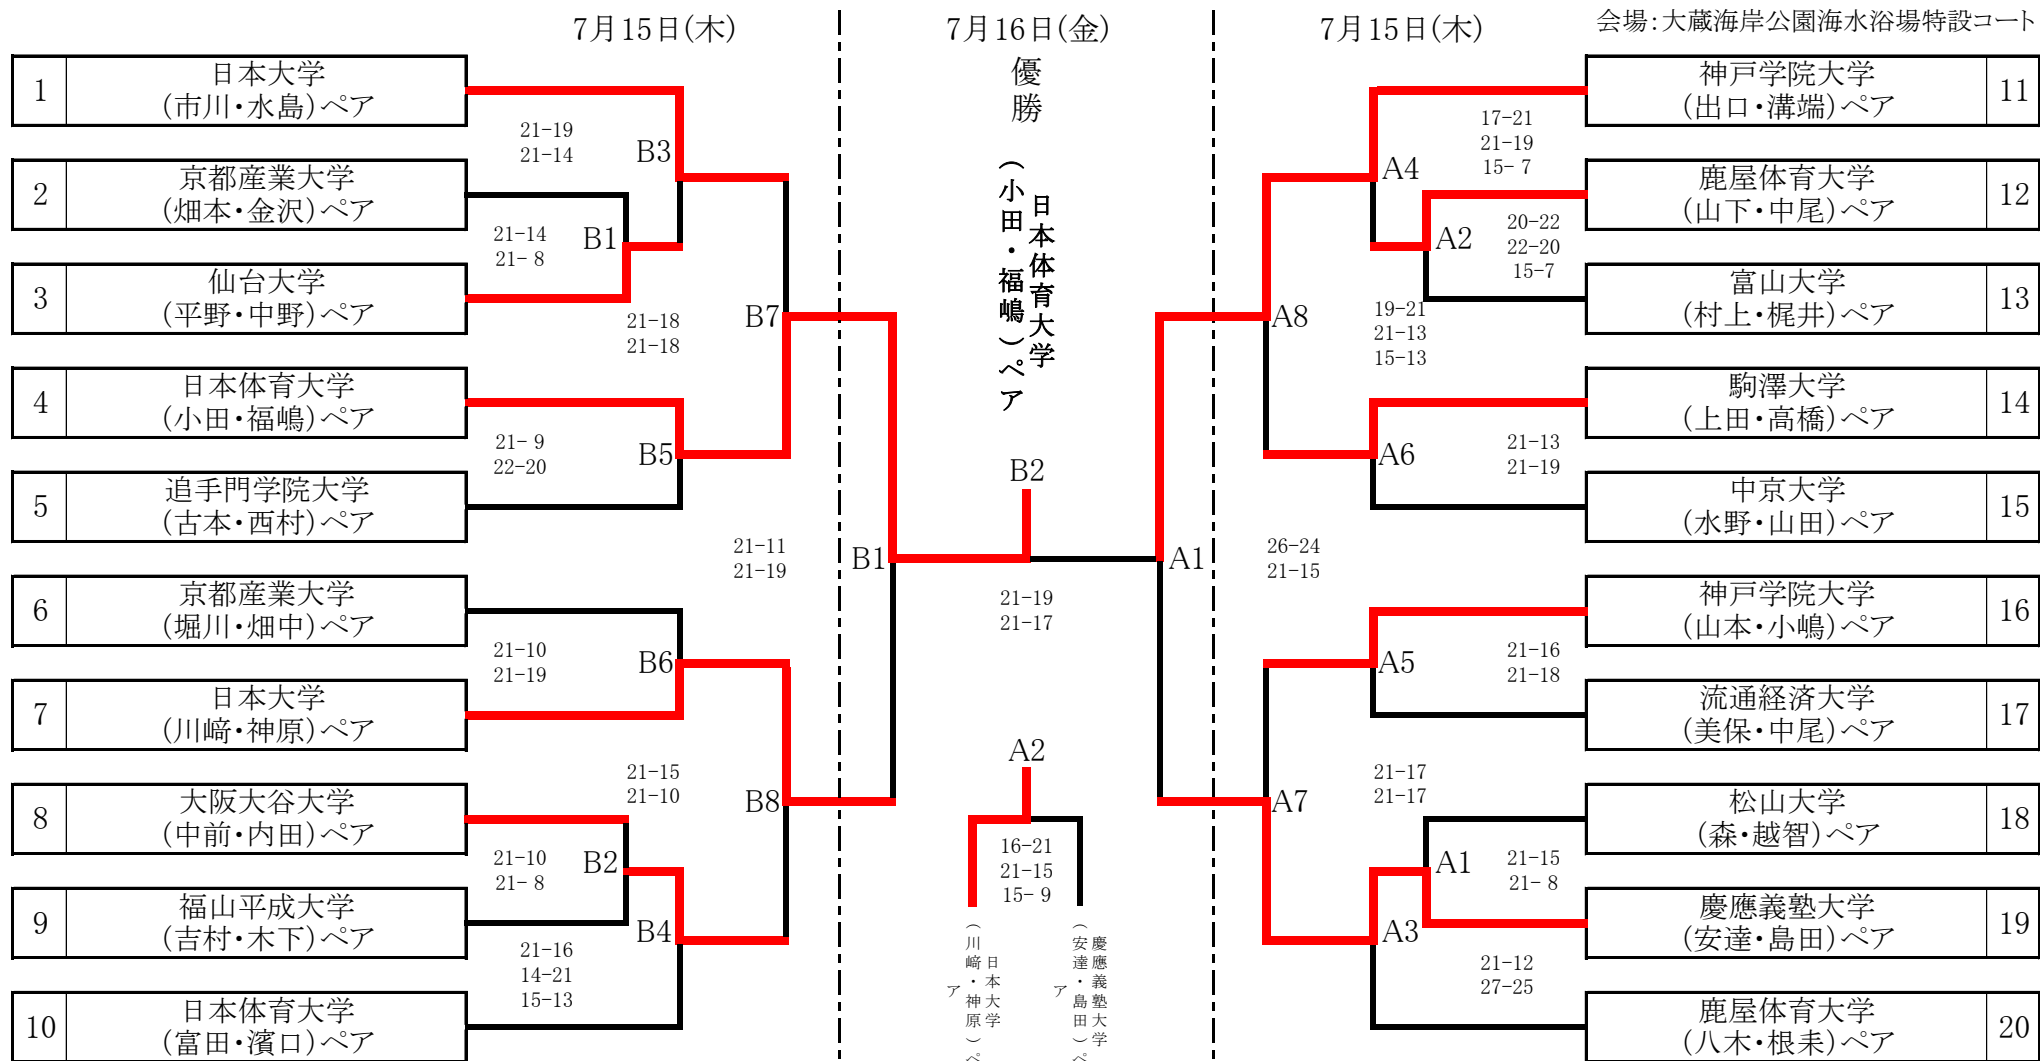 7月15日(木)
7月16日(金)
7月15日(木)
会場:大蔵海岸公園海水浴場特設コート
1
日本大学
(市川・水島)ペア
2
京都産業大学
(畑本・金沢)ペア
3
仙台大学
(平野・中野)ペア
4
日本体育大学
(小田・福嶋)ペア
5
追手門学院大学
(古本・西村)ペア
6
京都産業大学
(堀川・畑中)ペア
7
日本大学
(川﨑・神原)ペア
8
大阪大谷大学
(中前・内田)ペア
9
福山平成大学
(吉村・木下)ペア
10
日本体育大学
(富田・濱口)ペア
21-19
21-14
B3
21-14
21- 8
B1
21-18
21-18
B7
21- 9
22-20
B5
21-11
21-19
B1
21-10
21-19
B6
21-15
21-10
B8
21-10
21- 8
B2
21-16
14-21
15-13
B4
優勝
日本体育大学
(小田・福嶋)ペア
B2
21-19
21-17
A2
16-21
21-15
15- 9
日本大学
(川﨑・神原)ペア
慶應義塾大学
(安達・島田)ペア
17-21
21-19
15- 7
A4
20-22
22-20
15-7
A2
19-21
21-13
15-13
A8
21-13
21-19
A6
26-24
21-15
A1
21-16
21-18
A5
21-17
21-17
A7
21-15
21- 8
A1
21-12
27-25
A3
神戸学院大学
(出口・溝端)ペア
11
鹿屋体育大学
(山下・中尾)ペア
12
富山大学
(村上・梶井)ペア
13
駒澤大学
(上田・高橋)ペア
14
中京大学
(水野・山田)ペア
15
神戸学院大学
(山本・小嶋)ペア
16
流通経済大学
(美保・中尾)ペア
17
松山大学
(森・越智)ペア
18
慶應義塾大学
(安達・島田)ペア
19
鹿屋体育大学
(八木・根耒)ペア
20